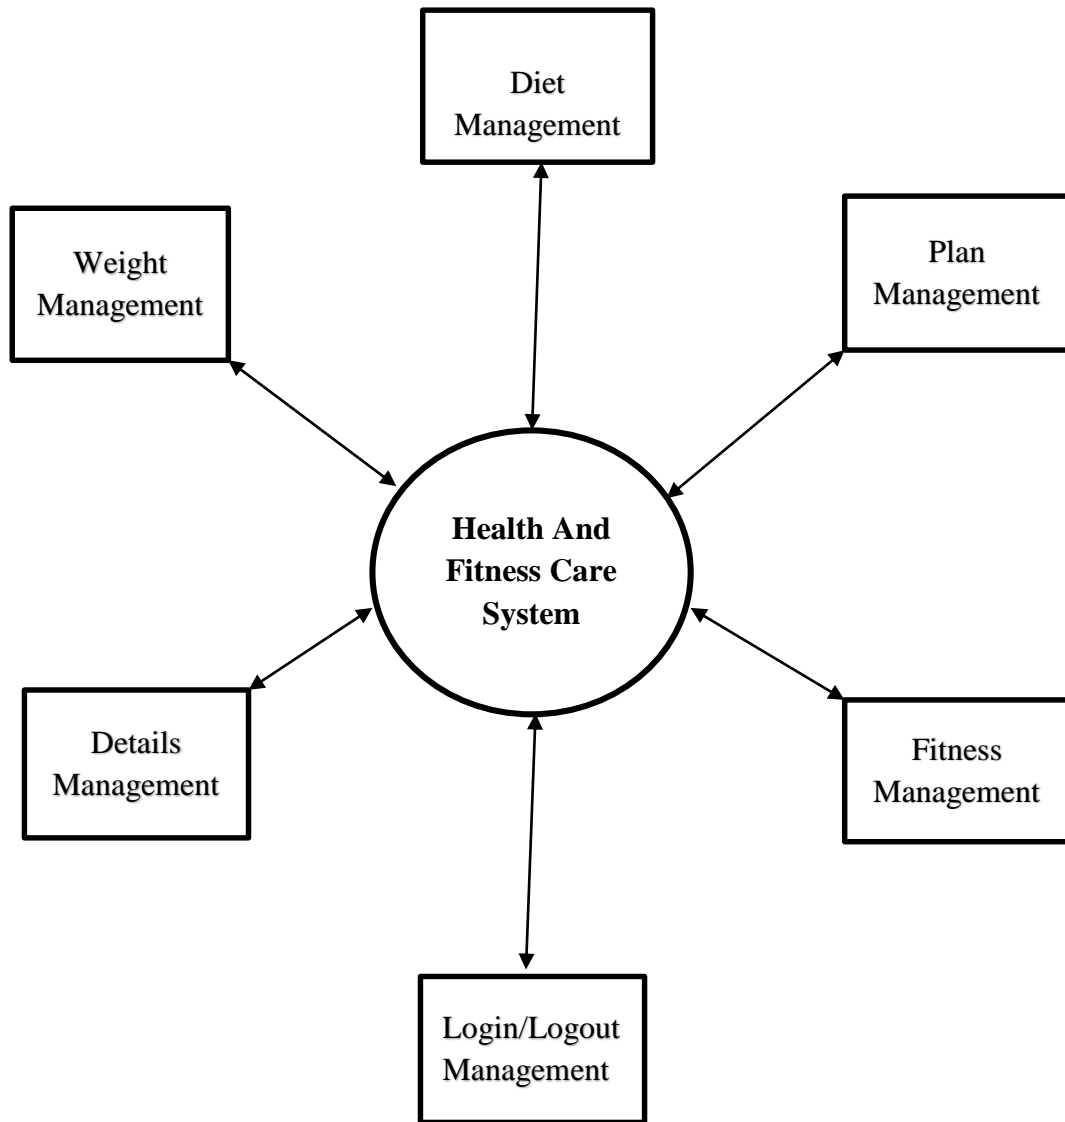 Diet
Management
Weight
Management
Plan
Management
Health And
Fitness Care
System
Details
Management
Fitness
Management
Login/Logout
Management